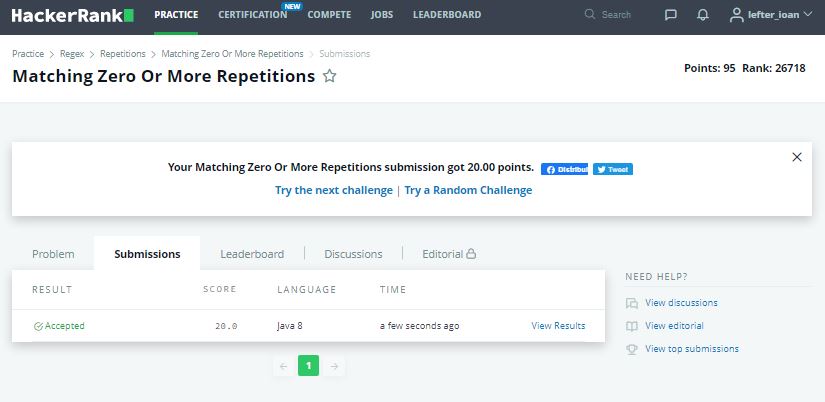 HackerRank PRACTICE CERTIFICATION NEW COMPETE JOBS LEADERBOARD Search lefter_ioan
Practice > Regex > Repetitions > Matching Zero Or More Repetitions > Submissions
Matching Zero Or More Repetitions Points: 95 Rank: 26718
Your Matching Zero Or More Repetitions submission got 20.00 points. Distribui Tweet
Try the next challenge | Try a Random Challenge
Problem Submissions Leaderboard Discussions Editorial
RESULT SCORE LANGUAGE TIME
Accepted 20.0 Java 8 a few seconds ago View Results
1
NEED HELP?
View discussions
View editorial
View top submissions